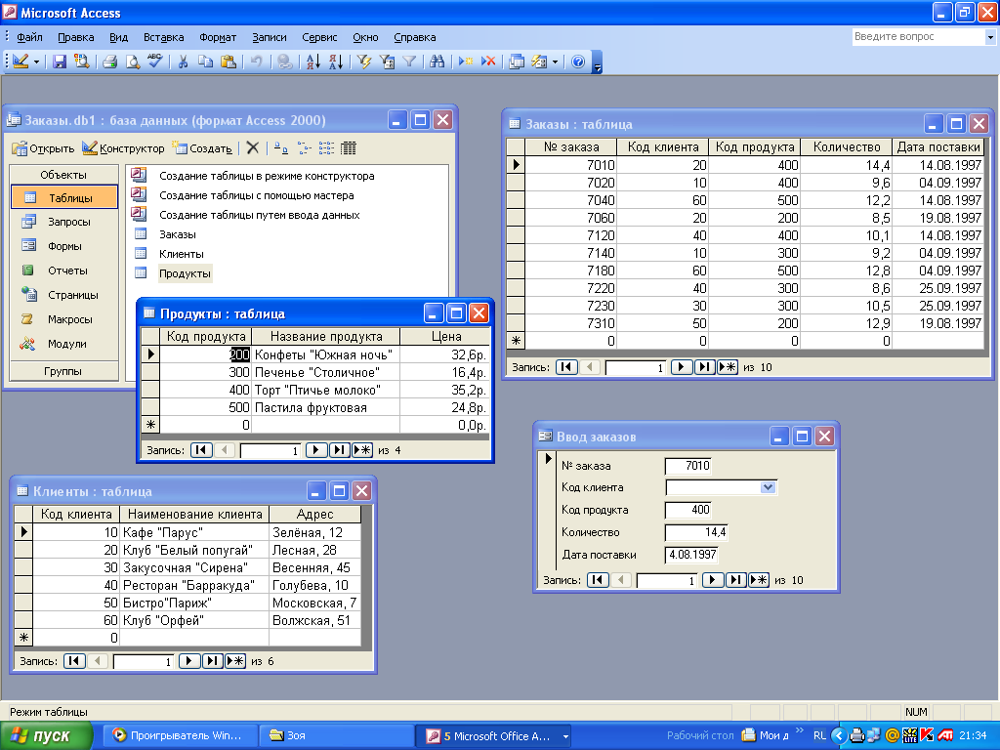 Microsoft Access
Файл Правка Вид Вставка Формат Записи Сервис Окно Справка
Введите вопрос
Заказы.db1 : база данных (формат Access 2000)
Открыть Конструктор Создать
Объекты
Таблицы
Запросы
Формы
Отчеты
Страницы
Макросы
Модули
Группы
Создание таблицы в режиме конструктора
Создание таблицы с помощью мастера
Создание таблицы путем ввода данных
Заказы
Клиенты
Продукты
Заказы : таблица
№ заказа Код клиента Код продукта Количество Дата поставки
7010 20 400 14,4 14.08.1997
7020 10 400 9,6 04.09.1997
7040 60 500 12,2 14.08.1997
7060 20 200 8,5 19.08.1997
7120 40 400 10,1 14.08.1997
7140 10 300 9,2 04.09.1997
7180 60 500 12,8 04.09.1997
7220 40 300 8,6 25.09.1997
7230 30 300 10,5 25.09.1997
7310 50 200 12,9 19.08.1997
0 0 0 0
Запись: 1 из 10
Продукты : таблица
Код продукта Название продукта Цена
200 Конфеты "Южная ночь" 32,6р.
300 Печенье "Столичное" 16,4р.
400 Торт "Птичье молоко" 35,2р.
500 Пастила фруктовая 24,8р.
0 0,0р.
Запись: 1 из 4
Ввод заказов
№ заказа 7010
Код клиента
Код продукта 400
Количество 14,4
Дата поставки 4.08.1997
Запись: 1 из 10
Клиенты : таблица
Код клиента Наименование клиента Адрес
10 Кафе "Парус" Зелёная, 12
20 Клуб "Белый попугай" Лесная, 28
30 Закусочная "Сирена" Весенняя, 45
40 Ресторан "Барракуда" Голубева, 10
50 Бистро"Париж" Московская, 7
60 Клуб "Орфей" Волжская, 51
0
Запись: 1 из 6
Режим таблицы NUM
пуск Проигрыватель Win... Зоя 5 Microsoft Office A... Рабочий стол Мои д RL 21:34